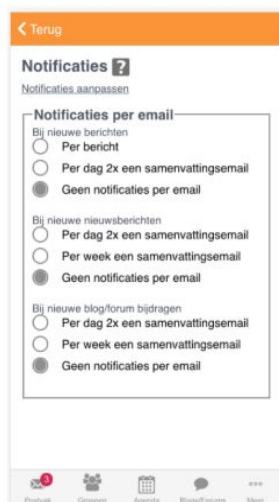 Terug
Notificaties ?
Notificaties aanpassen
Notificaties per email
Bij nieuwe berichten
Per bericht
Per dag 2x een samenvattingsemail
Geen notificaties per email
Bij nieuwe nieuwsberichten
Per dag 2x een samenvattingsemail
Per week een samenvattingsemail
Geen notificaties per email
Bij nieuwe blog/forum bijdragen
Per dag 2x een samenvattingsemail
Per week een samenvattingsemail
Geen notificaties per email
3
Postvak Groepen Agenda Blogs/Forums Meer